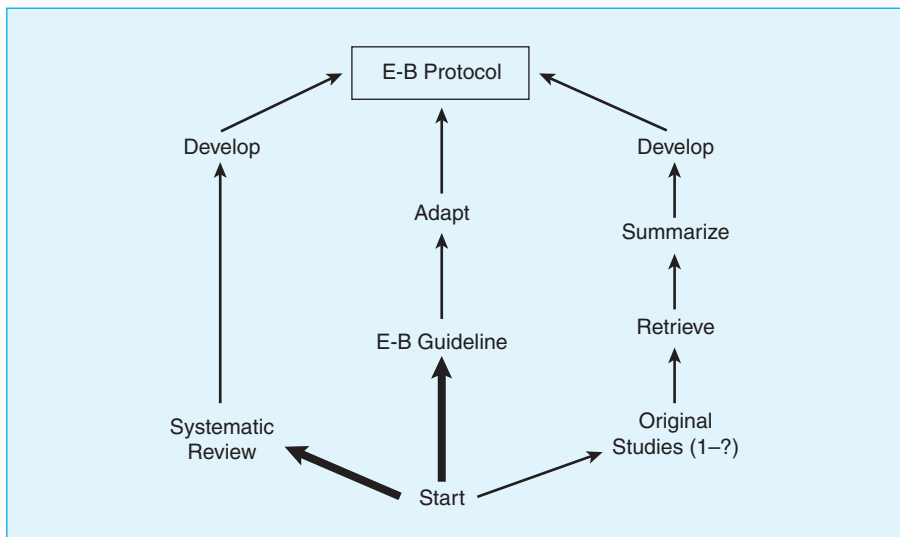 E-B Protocol
Develop
Develop
Adapt
Summarize
E-B Guideline
Retrieve
Systematic
Review
Original
Studies (1–?)
Start